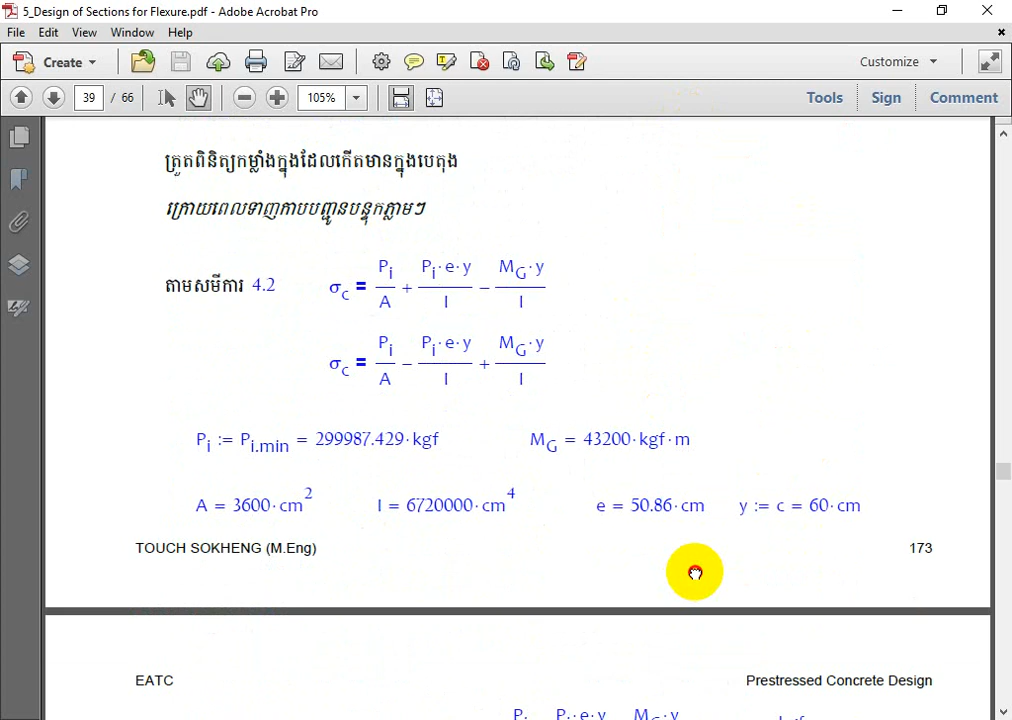 5_Design of Sections for Flexure.pdf - Adobe Acrobat Pro
File Edit View Window Help
Create Customize
39 / 66 105% Tools Sign Comment
ត្រួតពិនិត្យកម្លាំងក្នុងដែលកើតមានក្នុងបេតុង
ក្រោយពេលទាញកាបបញ្ជូនបន្ទុកភ្លាមៗ
តាមសមីការ 4.2 σc = Pi/A + Pi·e·y/I − MG·y/I
σc = Pi/A − Pi·e·y/I + MG·y/I
Pi := Pi.min = 299987.429·kgf MG = 43200·kgf·m
A = 3600·cm² I = 6720000·cm⁴ e = 50.86·cm y := c = 60·cm
TOUCH SOKHENG (M.Eng) 173
EATC Prestressed Concrete Design